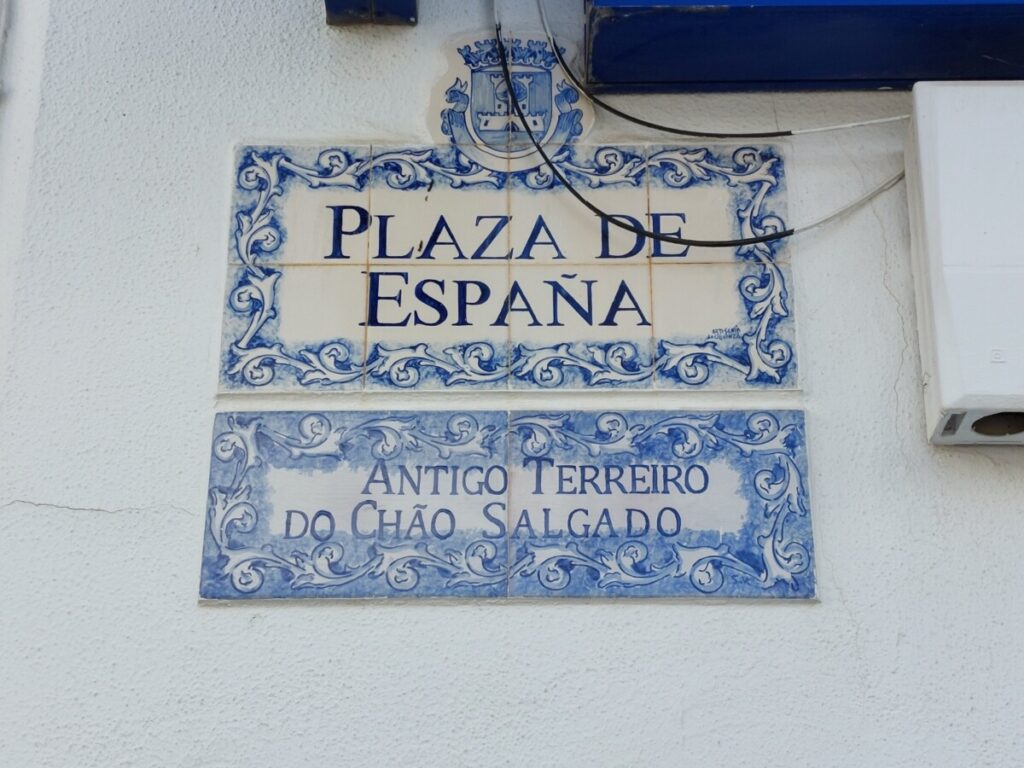 PLAZA DE
ESPAÑA
ANTIGO TERREIRO
DO CHÃO SALGADO